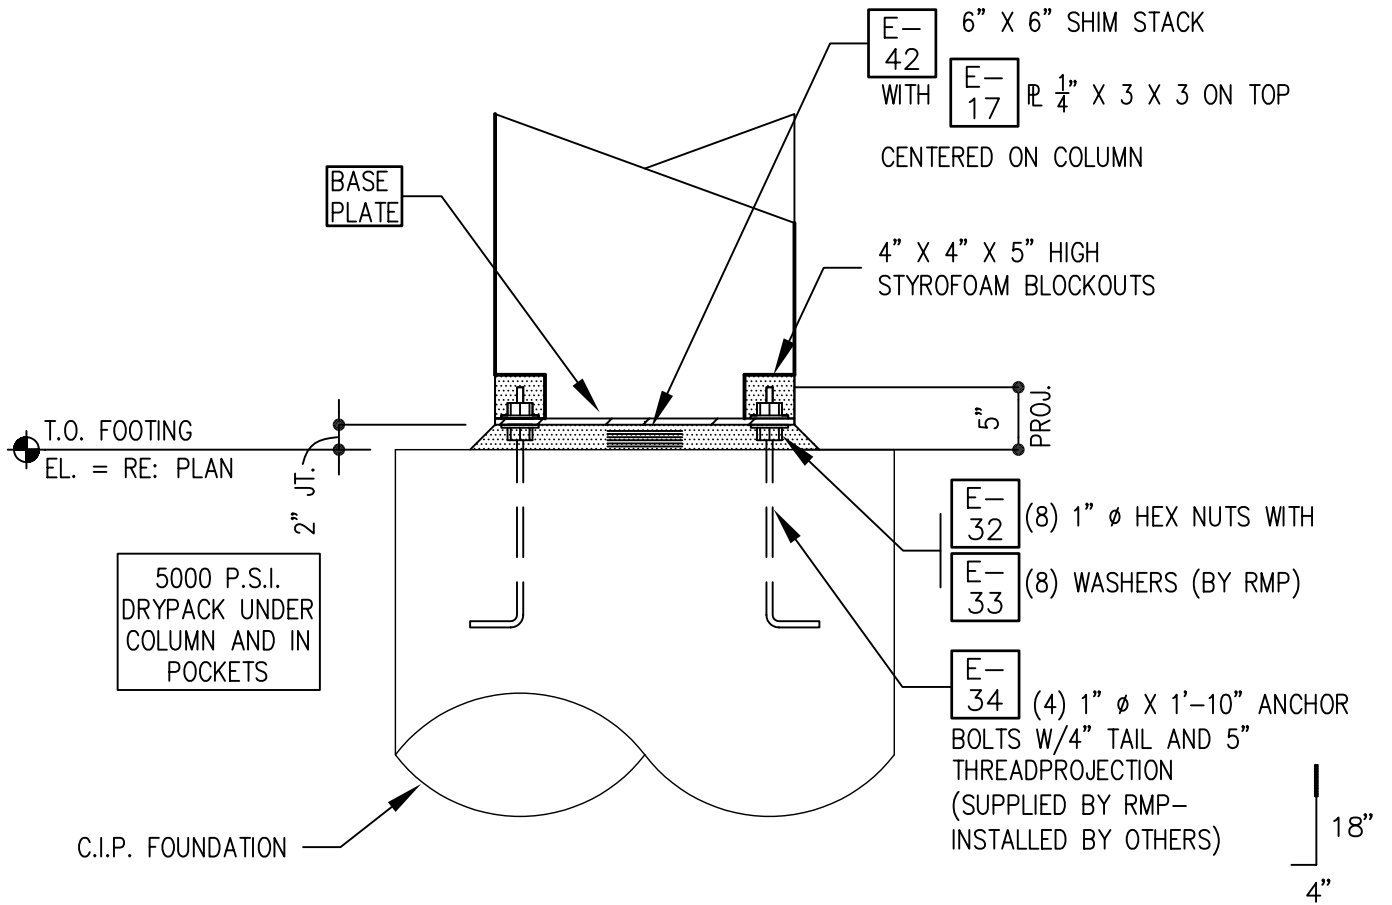 E-
42
6" X 6" SHIM STACK
WITH
E-
17
℄ 1/4" X 3 X 3 ON TOP
CENTERED ON COLUMN
BASE
PLATE
4" X 4" X 5" HIGH
STYROFOAM BLOCKOUTS
5"
PROJ.
T.O. FOOTING
EL. = RE: PLAN
2" JT.
E-
32
(8) 1" ø HEX NUTS WITH
E-
33
(8) WASHERS (BY RMP)
5000 P.S.I.
DRYPACK UNDER
COLUMN AND IN
POCKETS
E-
34
(4) 1" ø X 1'-10" ANCHOR
BOLTS W/4" TAIL AND 5"
THREADPROJECTION
(SUPPLIED BY RMP-
INSTALLED BY OTHERS)
18"
4"
C.I.P. FOUNDATION